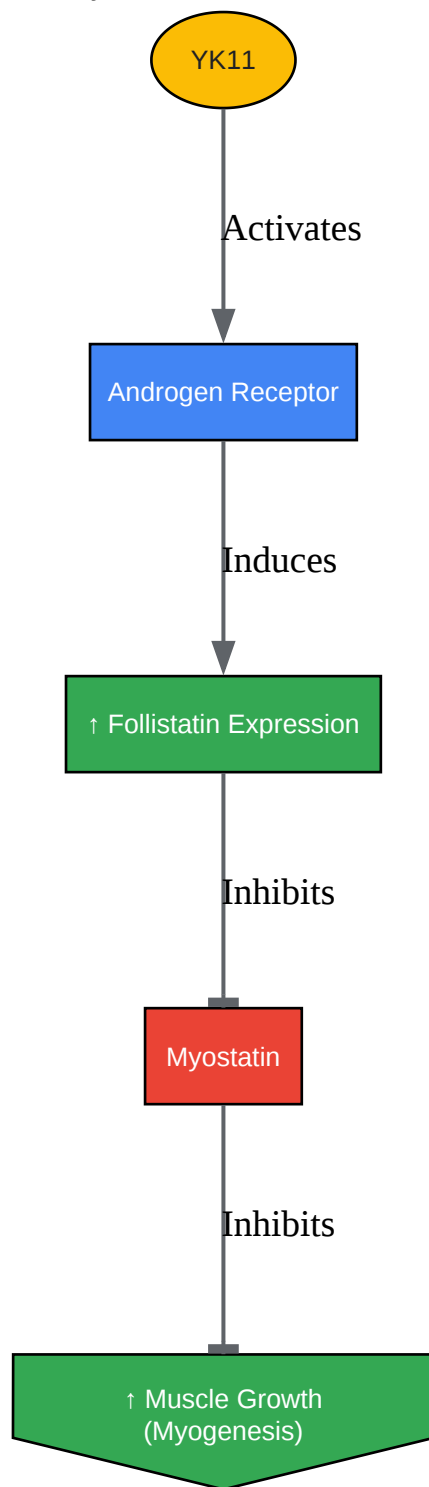 YK11
Activates
Androgen Receptor
Induces
↑ Follistatin Expression
Inhibits
Myostatin
Inhibits
↑ Muscle Growth
(Myogenesis)